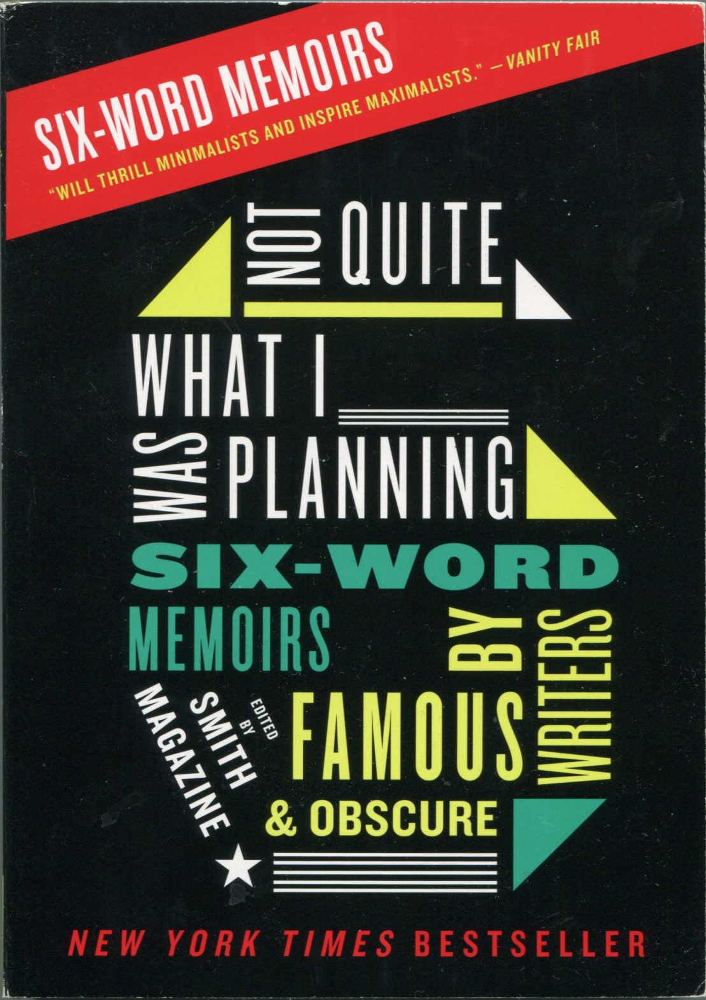 SIX-WORD MEMOIRS
“WILL THRILL MINIMALISTS AND INSPIRE MAXIMALISTS.” —VANITY FAIR
NOT QUITE
WHAT I
WAS PLANNING
SIX-WORD
MEMOIRS
BY
FAMOUS
WRITERS
& OBSCURE
EDITED
BY
SMITH
MAGAZINE
NEW YORK TIMES BESTSELLER